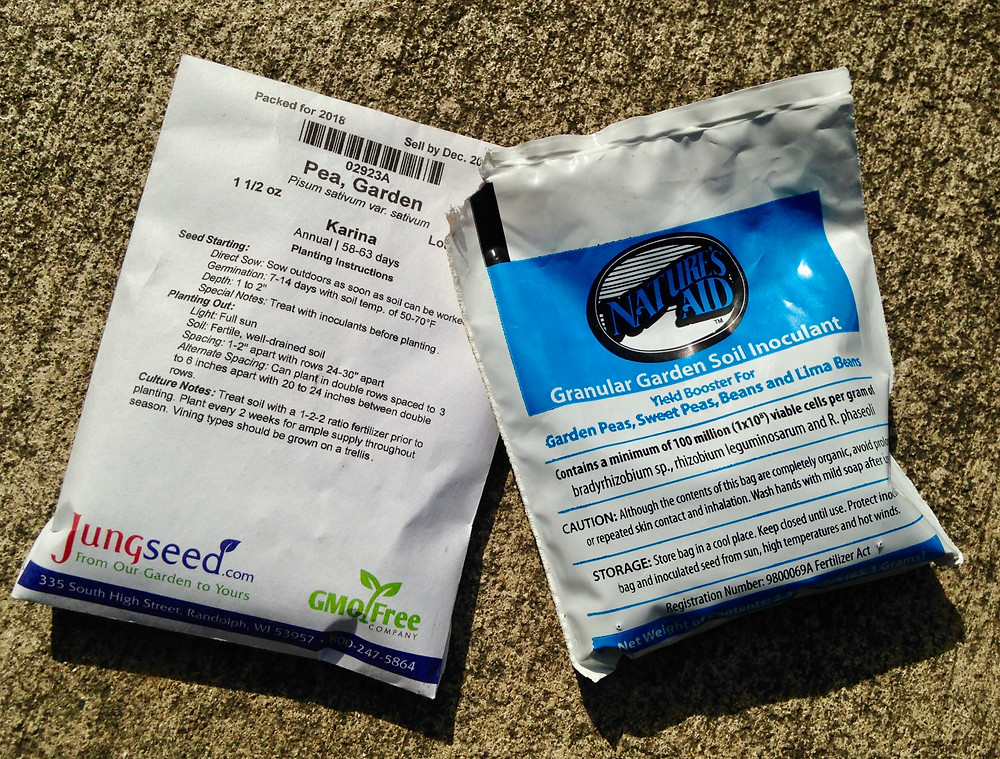 Packed for 2018
Sell by Dec.
02923A
Pea, Garden
1 1/2 oz
Pisum sativum var. sativum
Karina
Annual | 58-63 days
Planting Instructions
Seed Starting:
Direct Sow: Sow outdoors as soon as soil can be
Germination: 7-14 days with soil temp. of 50-70°F
Depth: 1 to 2"
Special Notes: Treat with inoculants before planting.
Planting Out:
Light: Full sun
Soil: Fertile, well-drained soil
Spacing: 1-2" apart with rows 24-30" apart
Alternate Spacing: Can plant in double rows spaced to 3
to 6 inches apart with 20 to 24 inches between double
rows.
Culture Notes: Treat soil with a 1-2-2 ratio fertilizer prior to
planting. Plant every 2 weeks for ample supply throughout
season. Vining types should be grown on a trellis.
Jungseed.com
From Our Garden to Yours
GMO Free
COMPANY
335 South High Street, Randolph, WI 53957 • 800-247-5864
NATURE'S
AID
TM
Granular Garden Soil Inoculant
Yield Booster For
Garden Peas, Sweet Peas, Beans and Lima Beans
Contains a minimum of 100 million (1x10⁸) viable cells per gram of
bradyrhizobium sp., rhizobium leguminosarum and R. phaseoli
CAUTION: Although the contents of this bag are completely organic, avoid
or repeated skin contact and inhalation. Wash hands with mild soap after
STORAGE: Store bag in a cool place. Keep closed until use. Protect
bag and inoculated seed from sun, high temperatures and hot winds.
Registration Number: 9800069A Fertilizer Act
Net Weight of Contents: